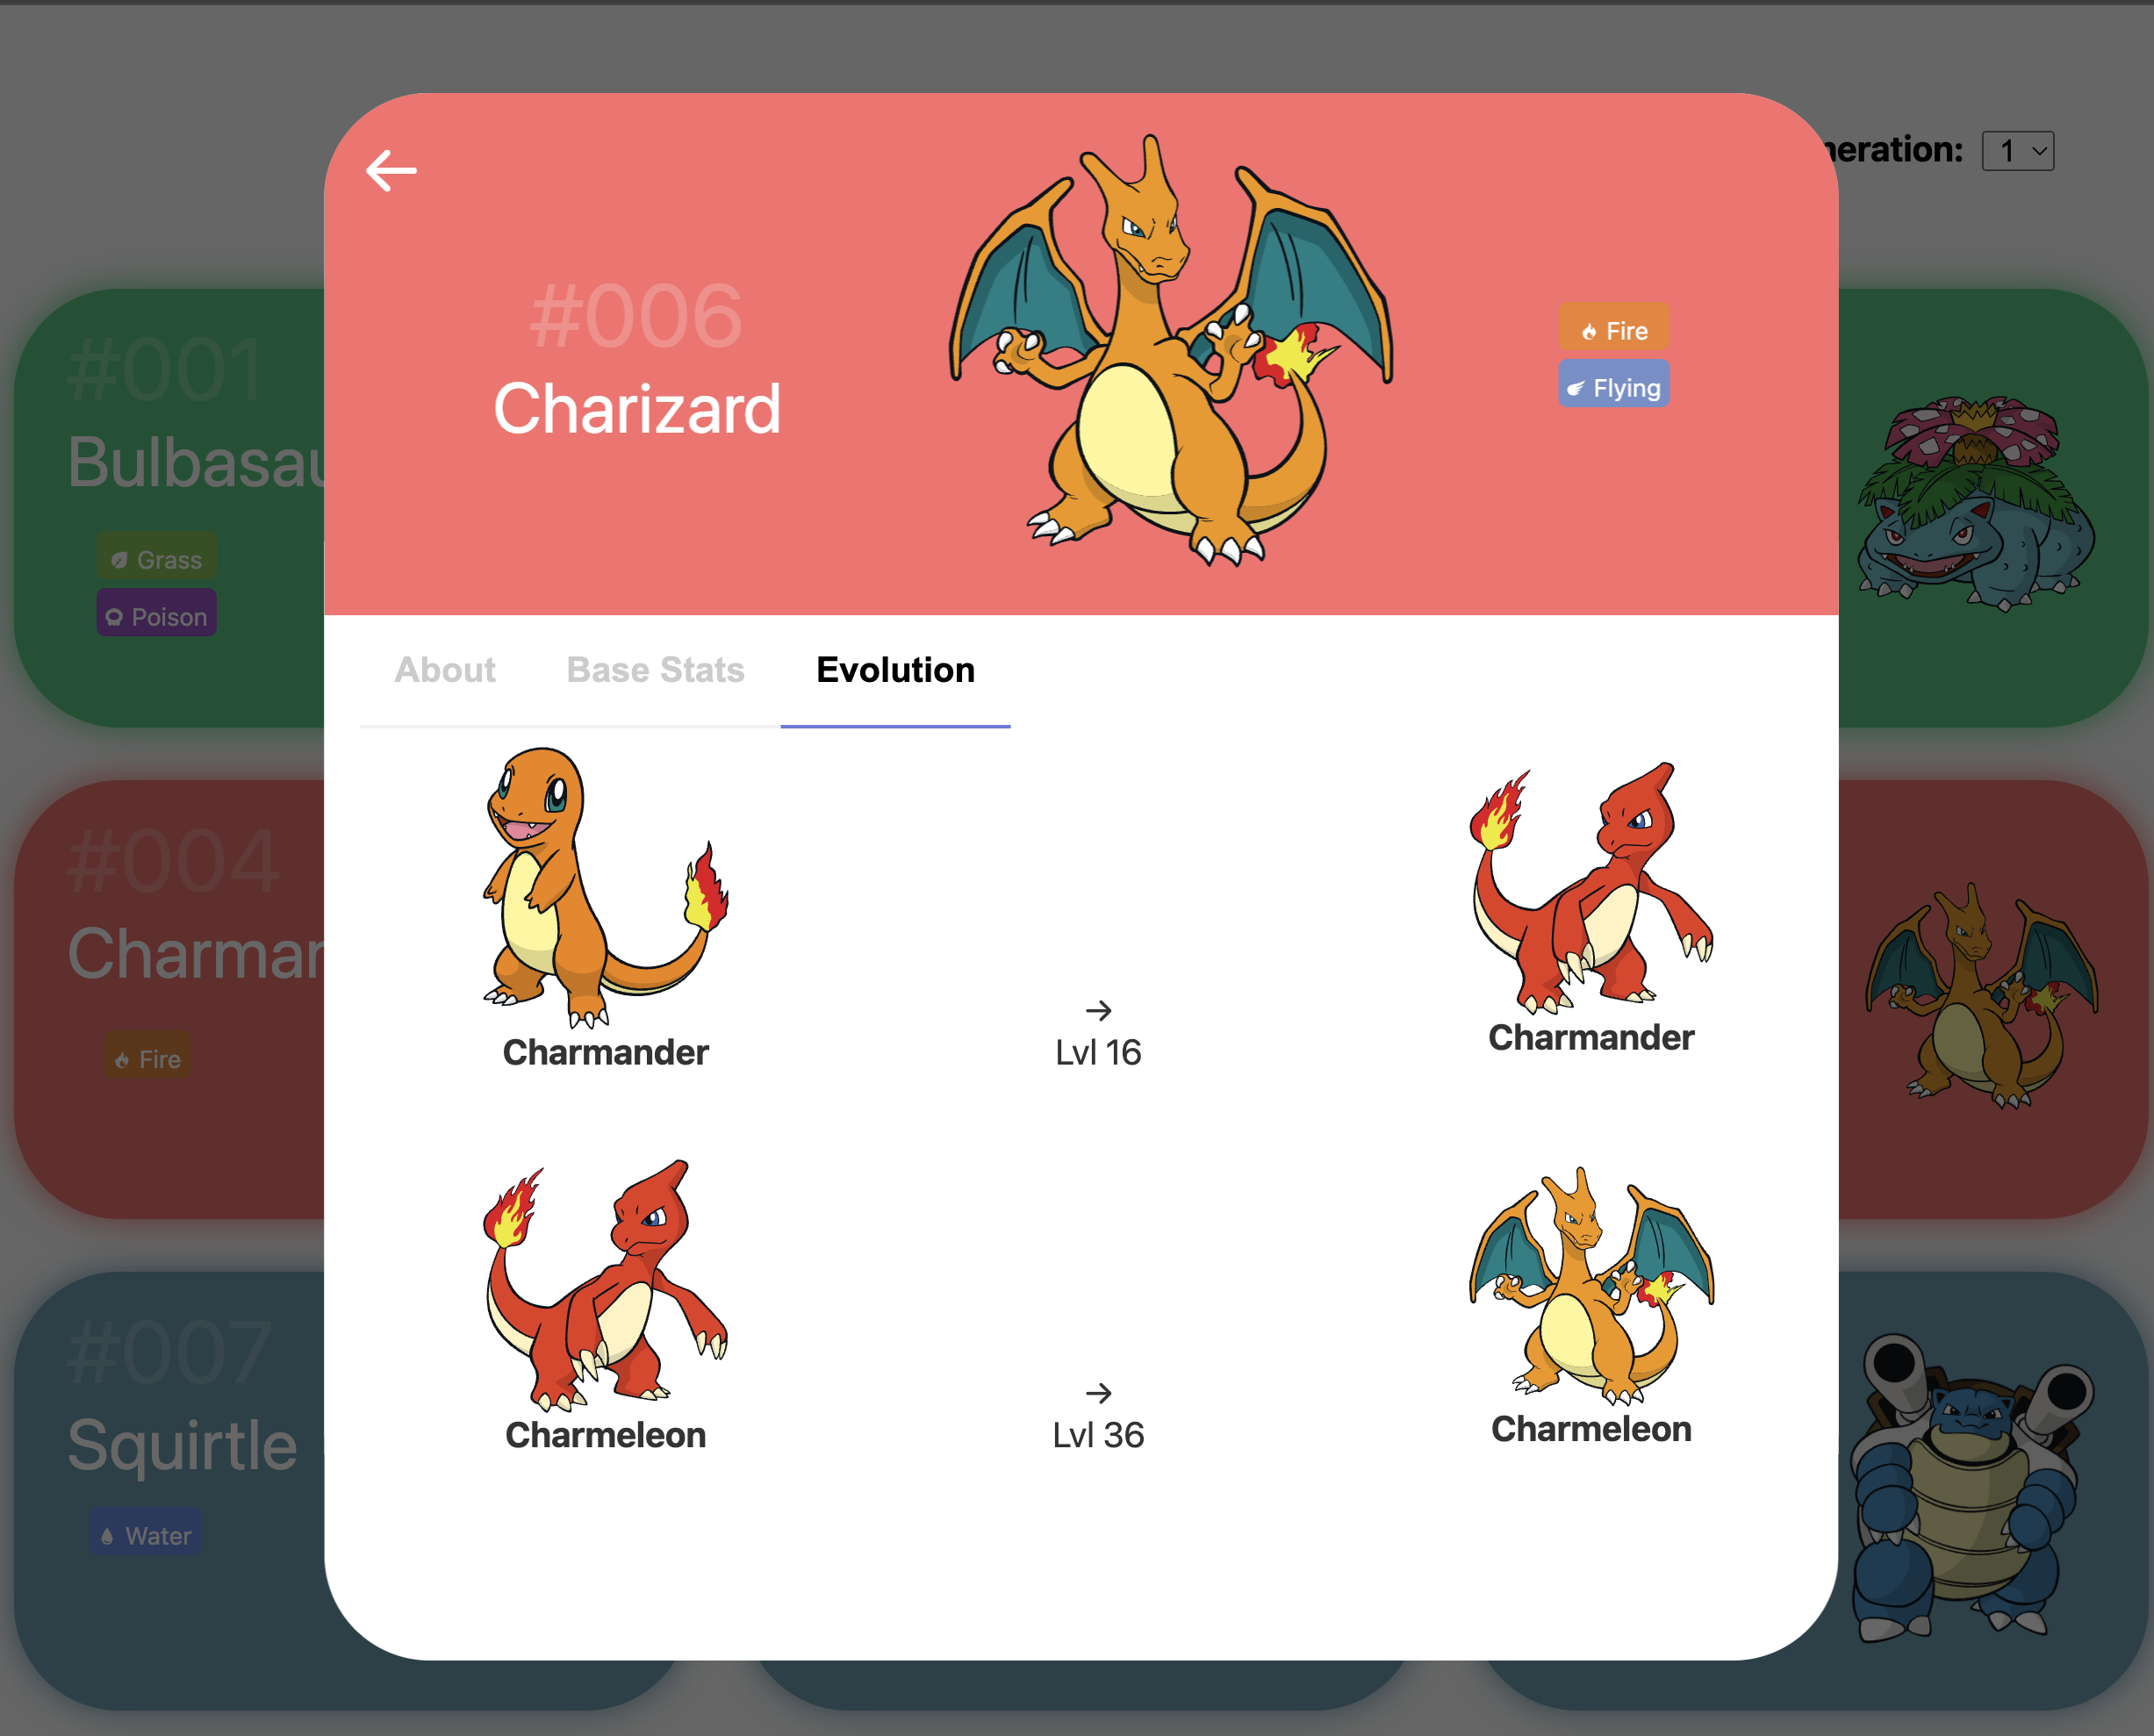 neration: 1
#006
Charizard
Fire
Flying
#001
Bulbasau
Grass
Poison
About Base Stats Evolution
#004
Charman
Fire
Charmander
→
Lvl 16
Charmander
Charmeleon
→
Lvl 36
Charmeleon
#007
Squirtle
Water